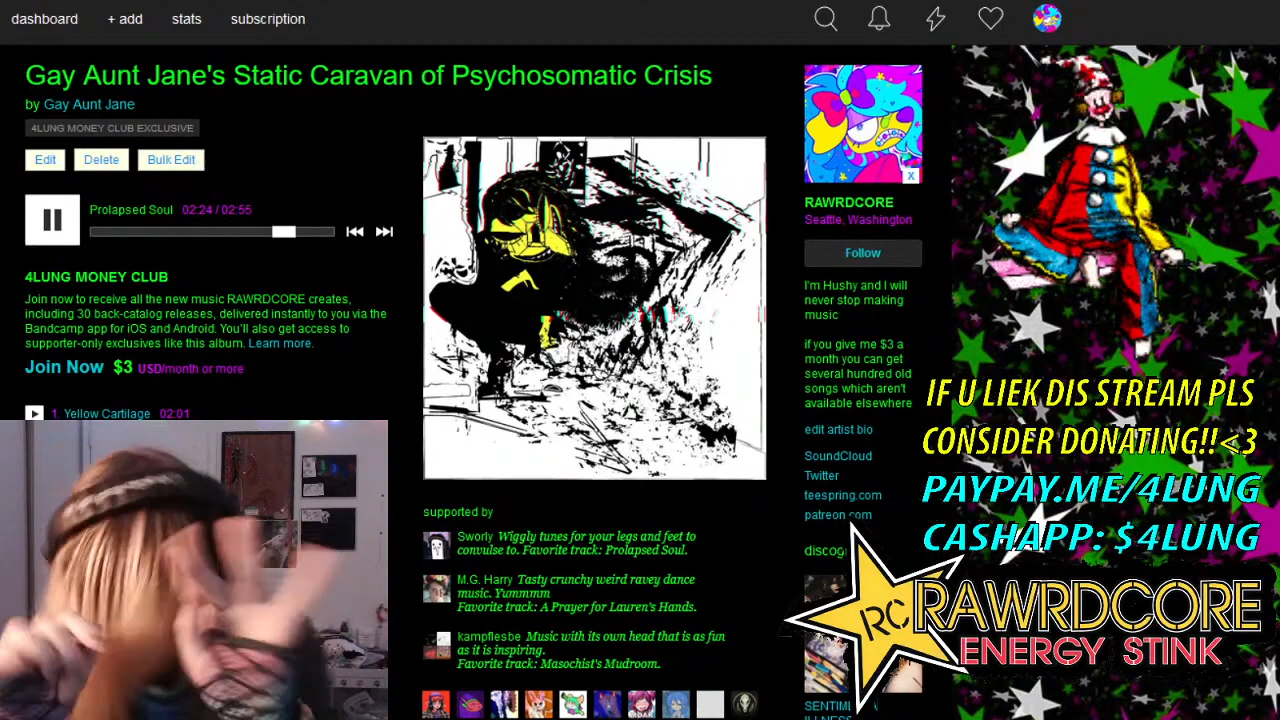 dashboard
+ add
stats
subscription
Gay Aunt Jane's Static Caravan of Psychosomatic Crisis
by Gay Aunt Jane
4LUNG MONEY CLUB EXCLUSIVE
Edit
Delete
Bulk Edit
Prolapsed Soul 02:24 / 02:55
4LUNG MONEY CLUB
Join now to receive all the new music RAWRDCORE creates,
including 30 back-catalog releases, delivered instantly to you via the
Bandcamp app for iOS and Android. You'll also get access to
supporter-only exclusives like this album. Learn more.
Join Now $3 USD/month or more
1. Yellow Cartilage 02:01
supported by
Sworly Wiggly tunes for your legs and feet to
convulse to. Favorite track: Prolapsed Soul.
M.G. Harry Tasty crunchy weird ravey dance
music. Yummmm
Favorite track: A Prayer for Lauren's Hands.
kampflesbe Music with its own head that is as fun
as it is inspiring.
Favorite track: Masochist's Mudroom.
X
RAWRDCORE
Seattle, Washington
Follow
I'm Hushy and I will
never stop making
music
if you give me $3 a
month you can get
several hundred old
songs which aren't
available elsewhere
edit artist bio
SoundCloud
Twitter
teespring.com
patreon.com
discog
IF U LIEK DIS STREAM PLS
CONSIDER DONATING!!<3
PAYPAY.ME/4LUNG
CASHAPP: $4LUNG
RC RAWRDCORE
ENERGY STINK